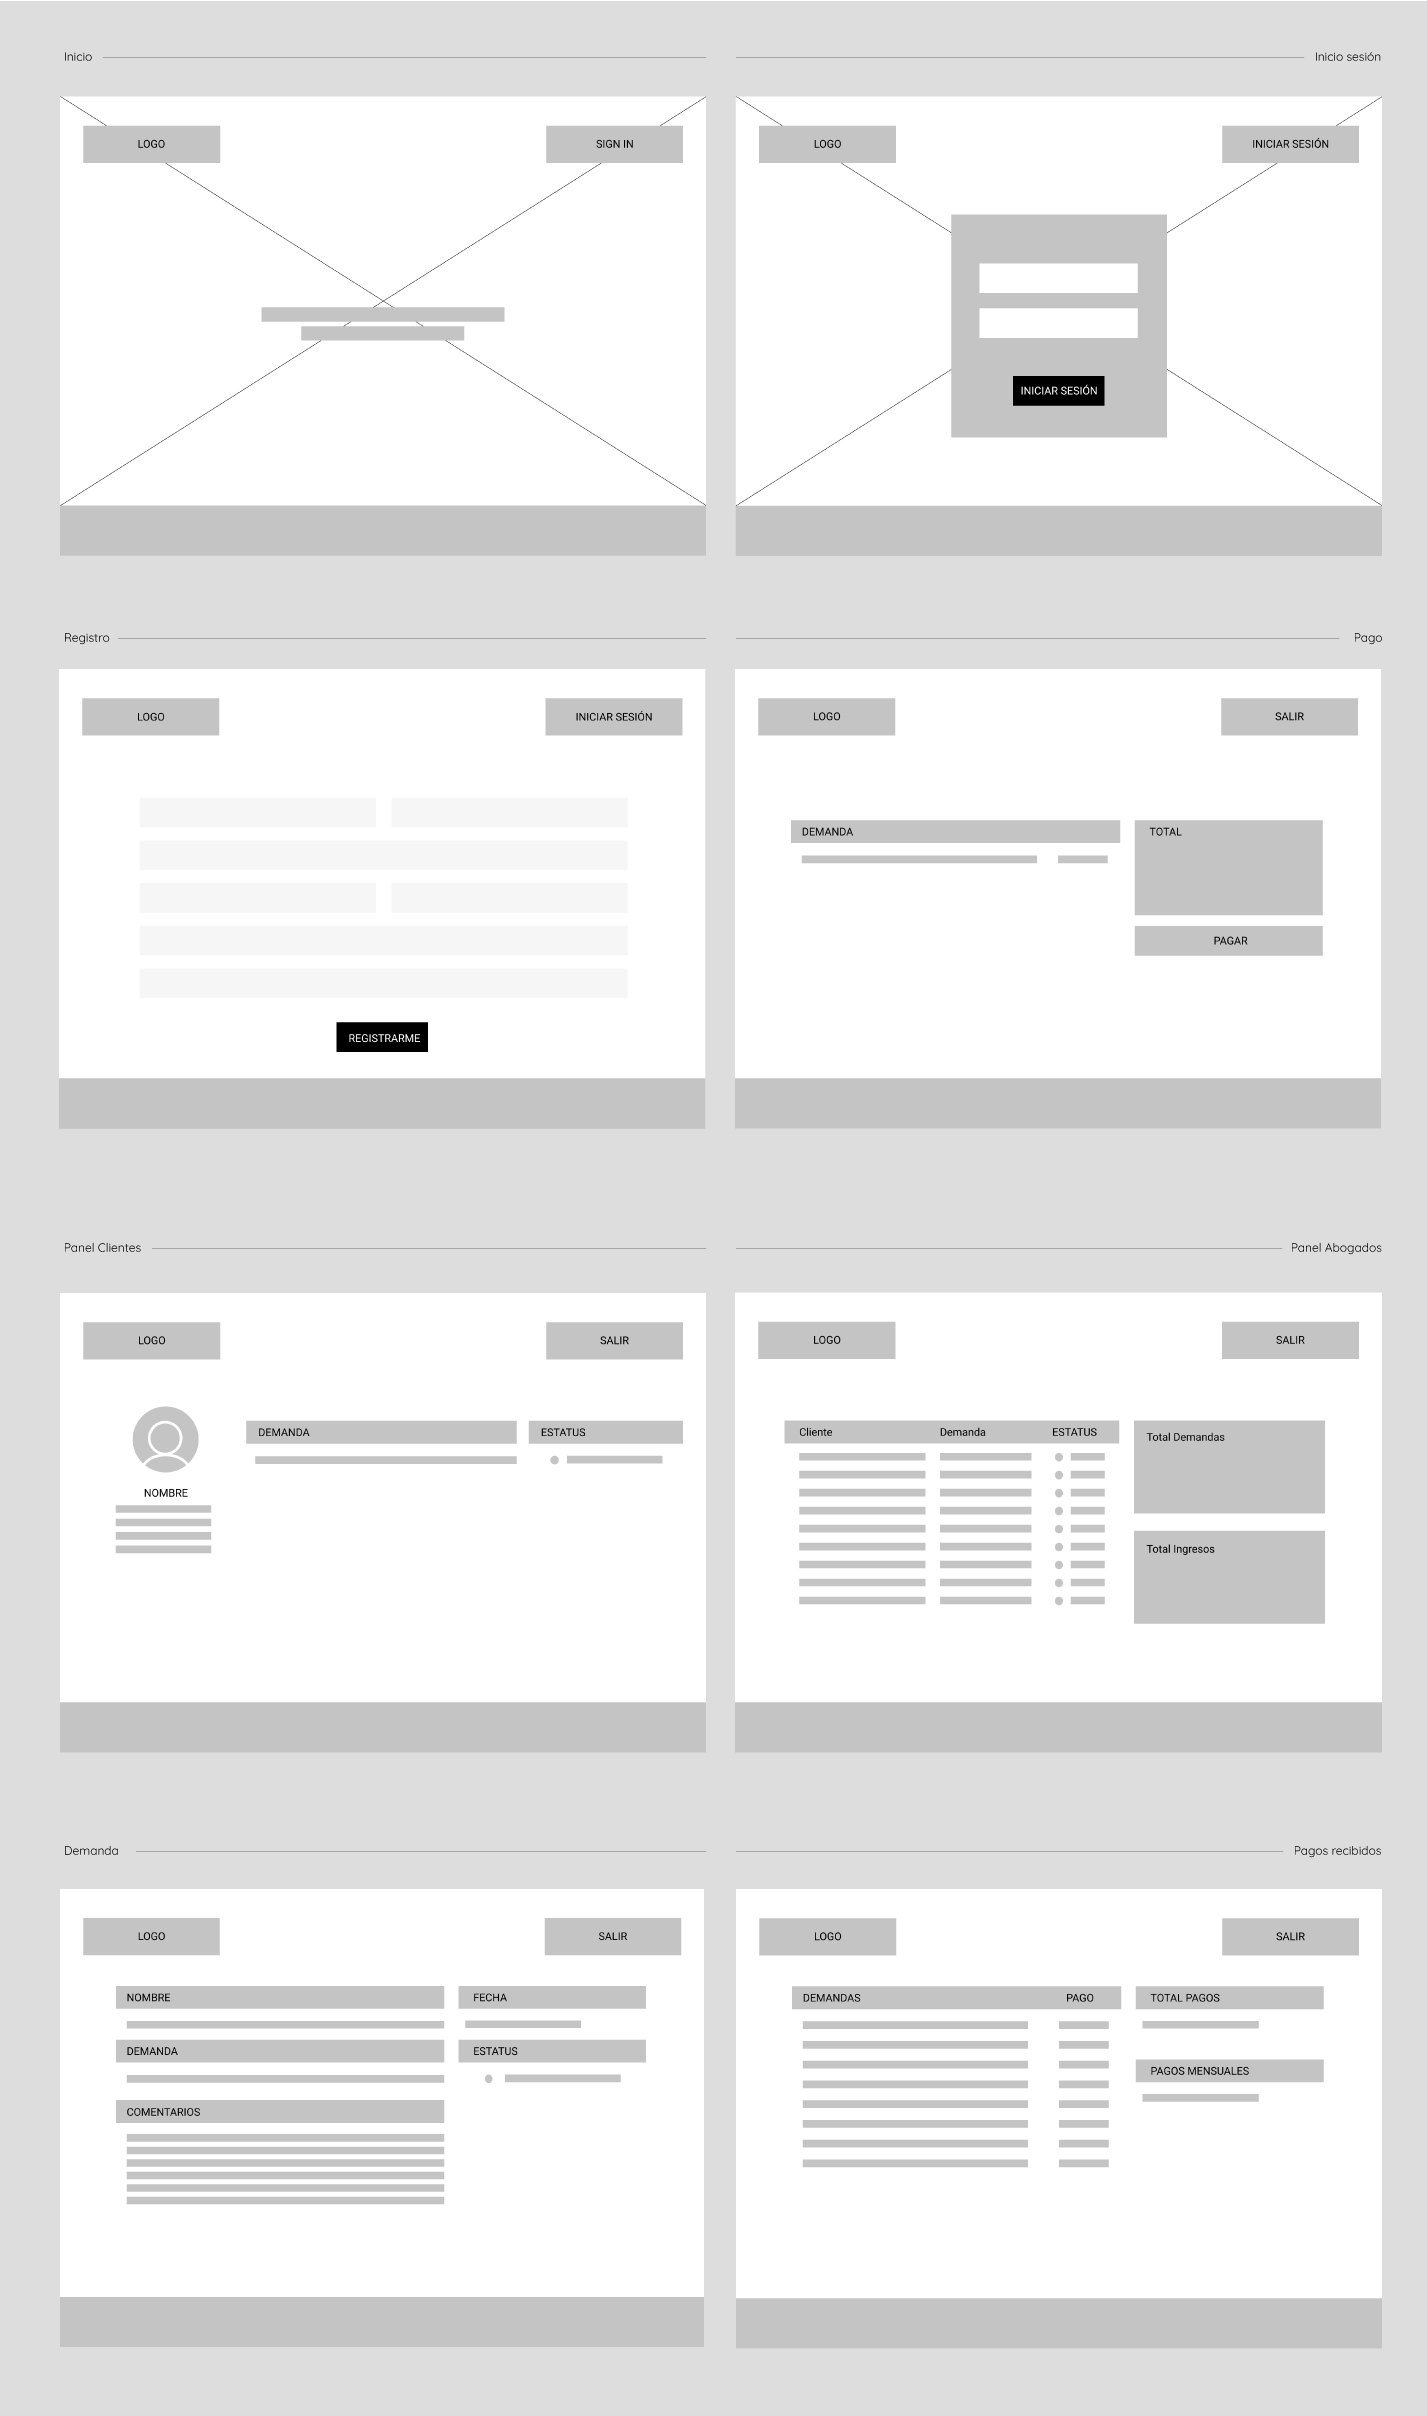 Inicio
Inicio sesión
LOGO
SIGN IN
LOGO
INICIAR SESIÓN
INICIAR SESIÓN
Registro
Pago
LOGO
INICIAR SESIÓN
REGISTRARME
LOGO
SALIR
DEMANDA
TOTAL
PAGAR
Panel Clientes
Panel Abogados
LOGO
SALIR
DEMANDA
ESTATUS
NOMBRE
LOGO
SALIR
Cliente
Demanda
ESTATUS
Total Demandas
Total Ingresos
Demanda
Pagos recibidos
LOGO
SALIR
NOMBRE
FECHA
DEMANDA
ESTATUS
COMENTARIOS
LOGO
SALIR
DEMANDAS
PAGO
TOTAL PAGOS
PAGOS MENSUALES